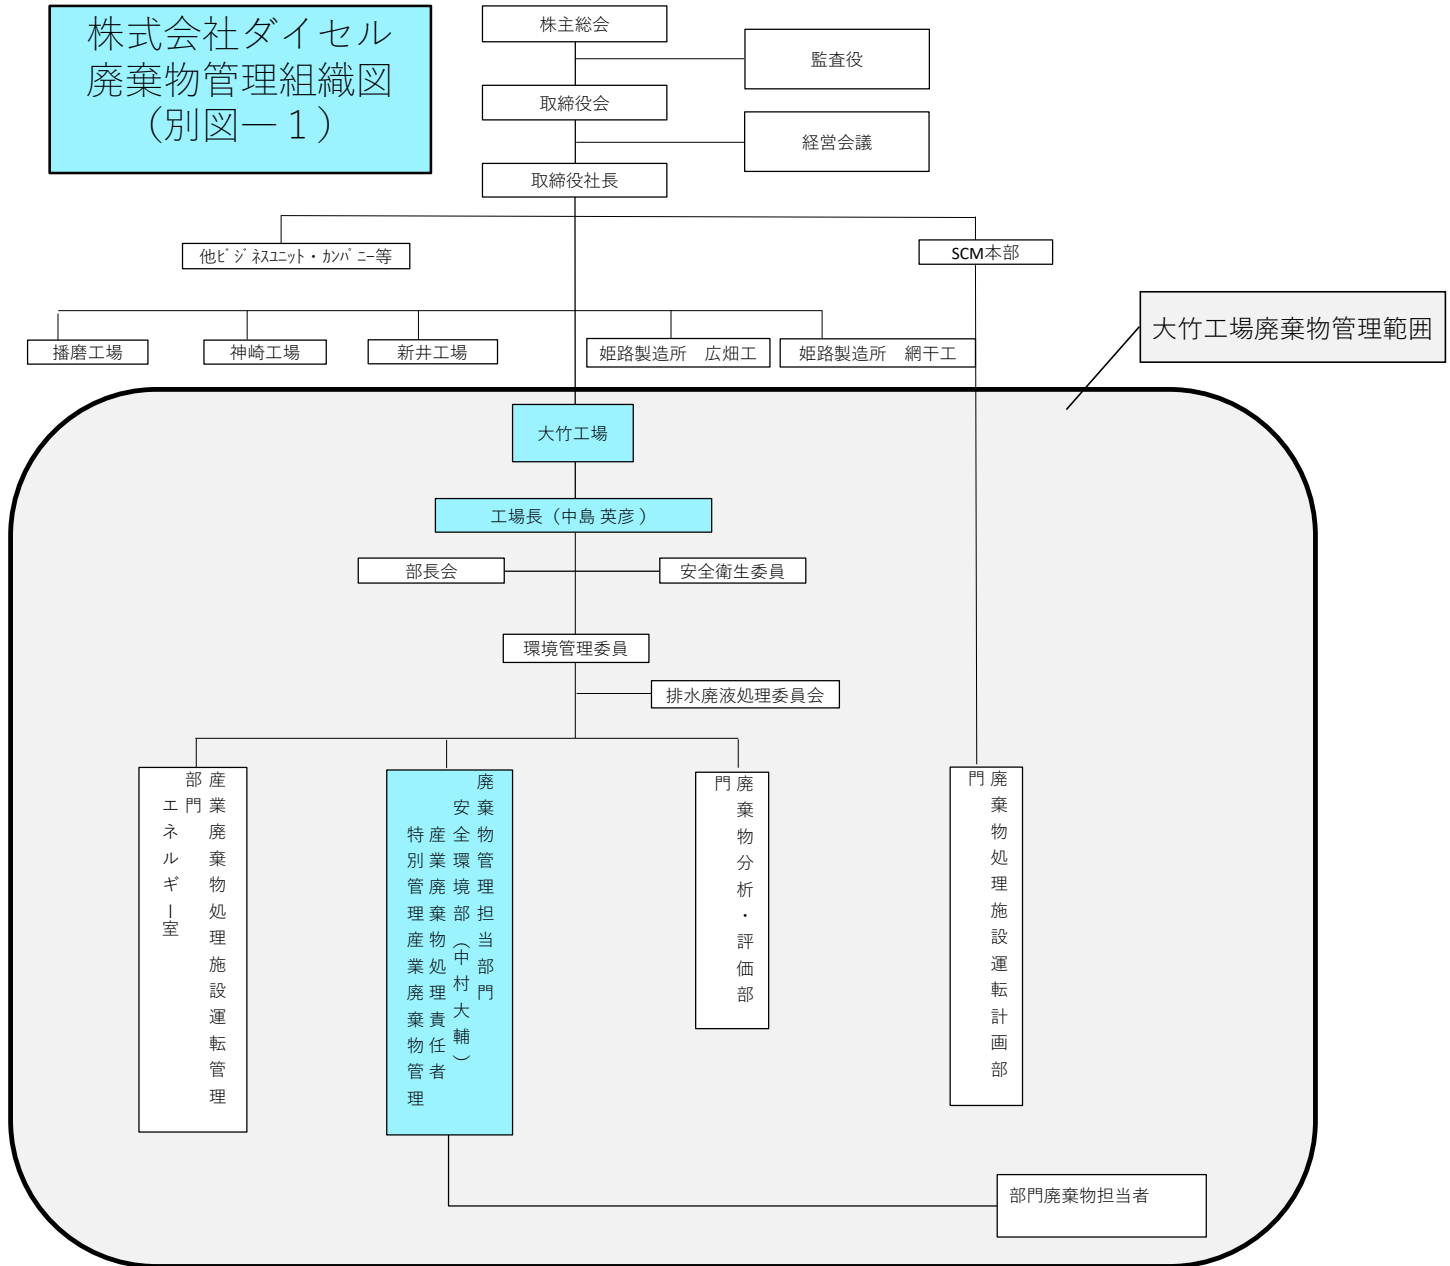 株式会社ダイセル
廃棄物管理組織図
（別図ー１）
株主総会
監査役
取締役会
経営会議
取締役社長
他ﾋﾞｼﾞﾈｽﾕﾆｯﾄ・ｶﾝﾊﾟﾆｰ等
SCM本部
大竹工場廃棄物管理範囲
播磨工場
神崎工場
新井工場
姫路製造所　広畑工
姫路製造所　網干工
大竹工場
工場長（中島 英彦 ）
部長会
安全衛生委員
環境管理委員
排水廃液処理委員会
産業廃棄物処理施設運転管理
部門
エネルギー室
廃棄物管理担当部門
安全環境部（中村大輔）
産業廃棄物処理責任者
特別管理産業廃棄物管理
廃棄物分析・評価部
門
廃棄物処理施設運転計画部
門
部門廃棄物担当者